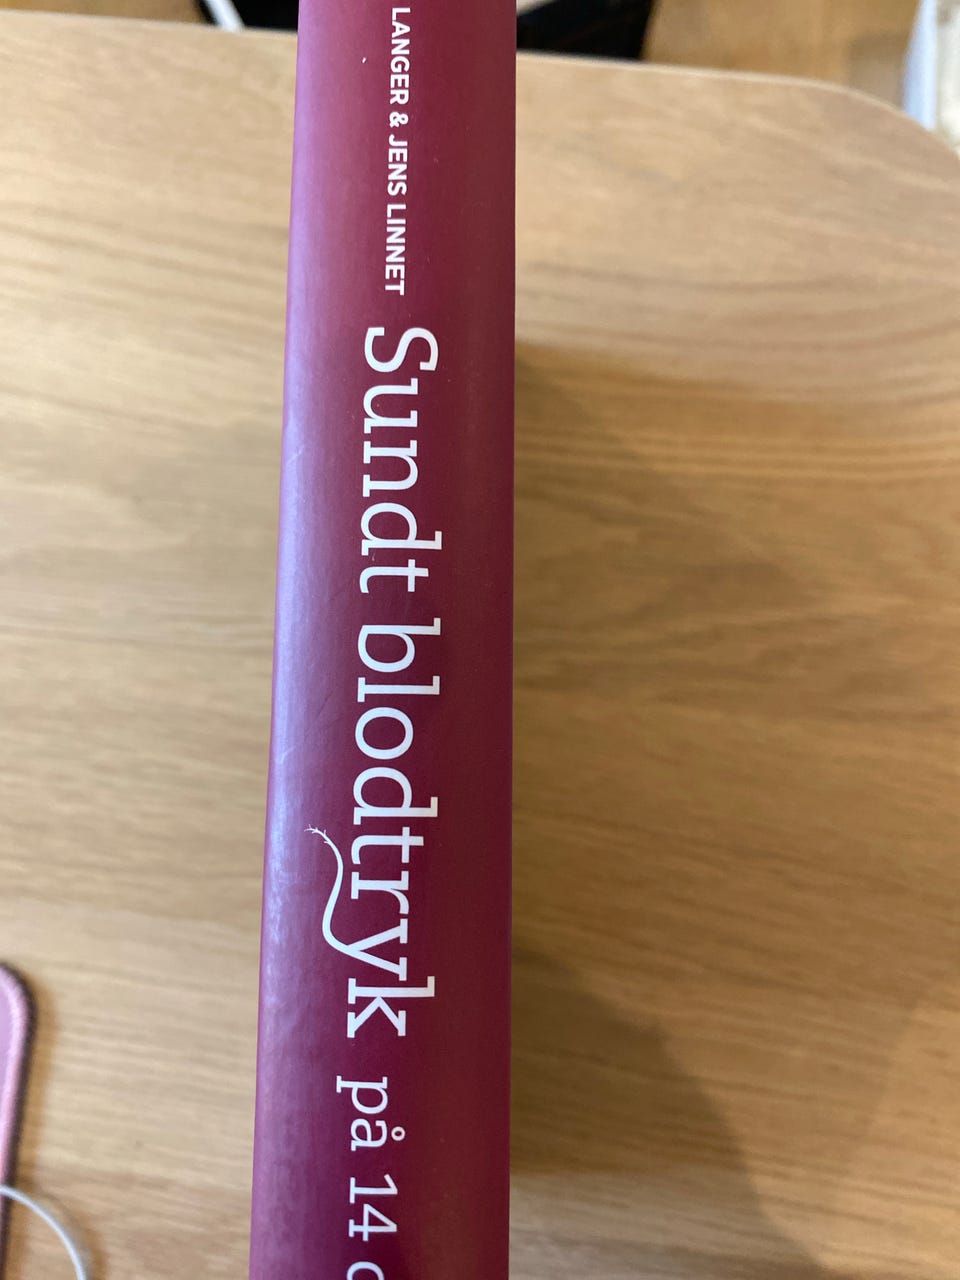 LANGER & JENS LINNET
Sundt blodtryk
på 14